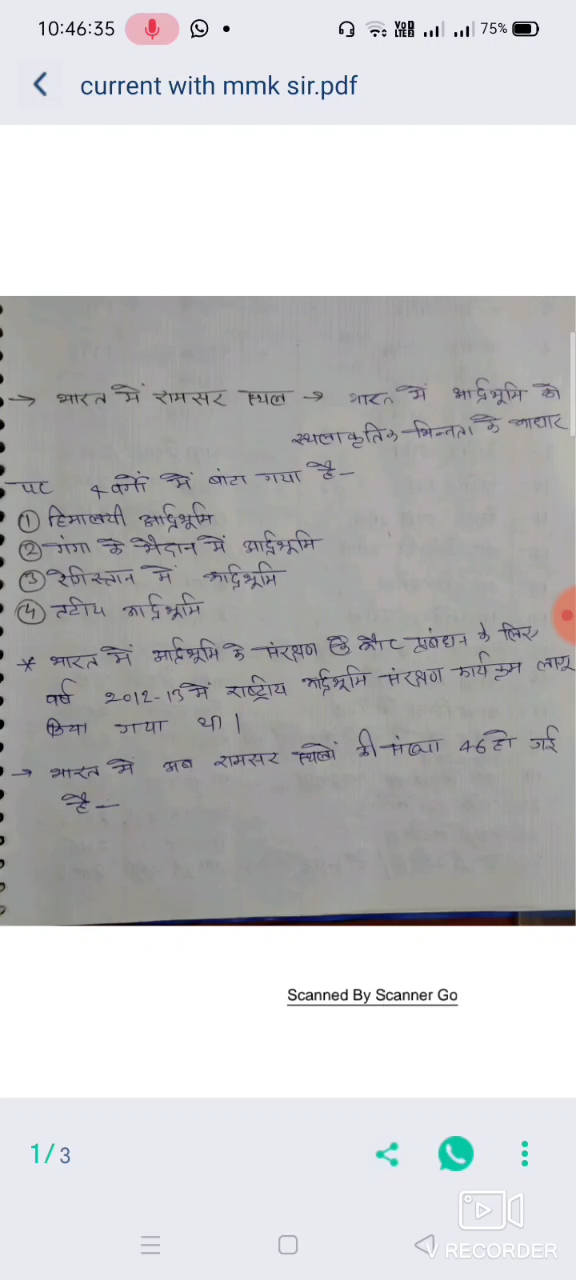 10:46:35
VoD LTE 75%
current with mmk sir.pdf
→ भारत में रामसर स्थल → भारत में आर्द्रभूमि को
स्थलाकृतिक भिन्नता के आधार
पर 4 वर्गों में बांटा गया है-
① हिमालयी आर्द्रभूमि
② गंगा के मैदान में आर्द्रभूमि
③ रेगिस्तान में आर्द्रभूमि
④ तटीय आर्द्रभूमि
* भारत में आर्द्रभूमि के संरक्षण और प्रबंधन के लिए
वर्ष 2012-13 में राष्ट्रीय आर्द्रभूमि संरक्षण कार्यक्रम लागू
किया गया था।
→ भारत में अब रामसर स्थलों की संख्या 46 हो गई
है-
Scanned By Scanner Go
1/3
V RECORDER